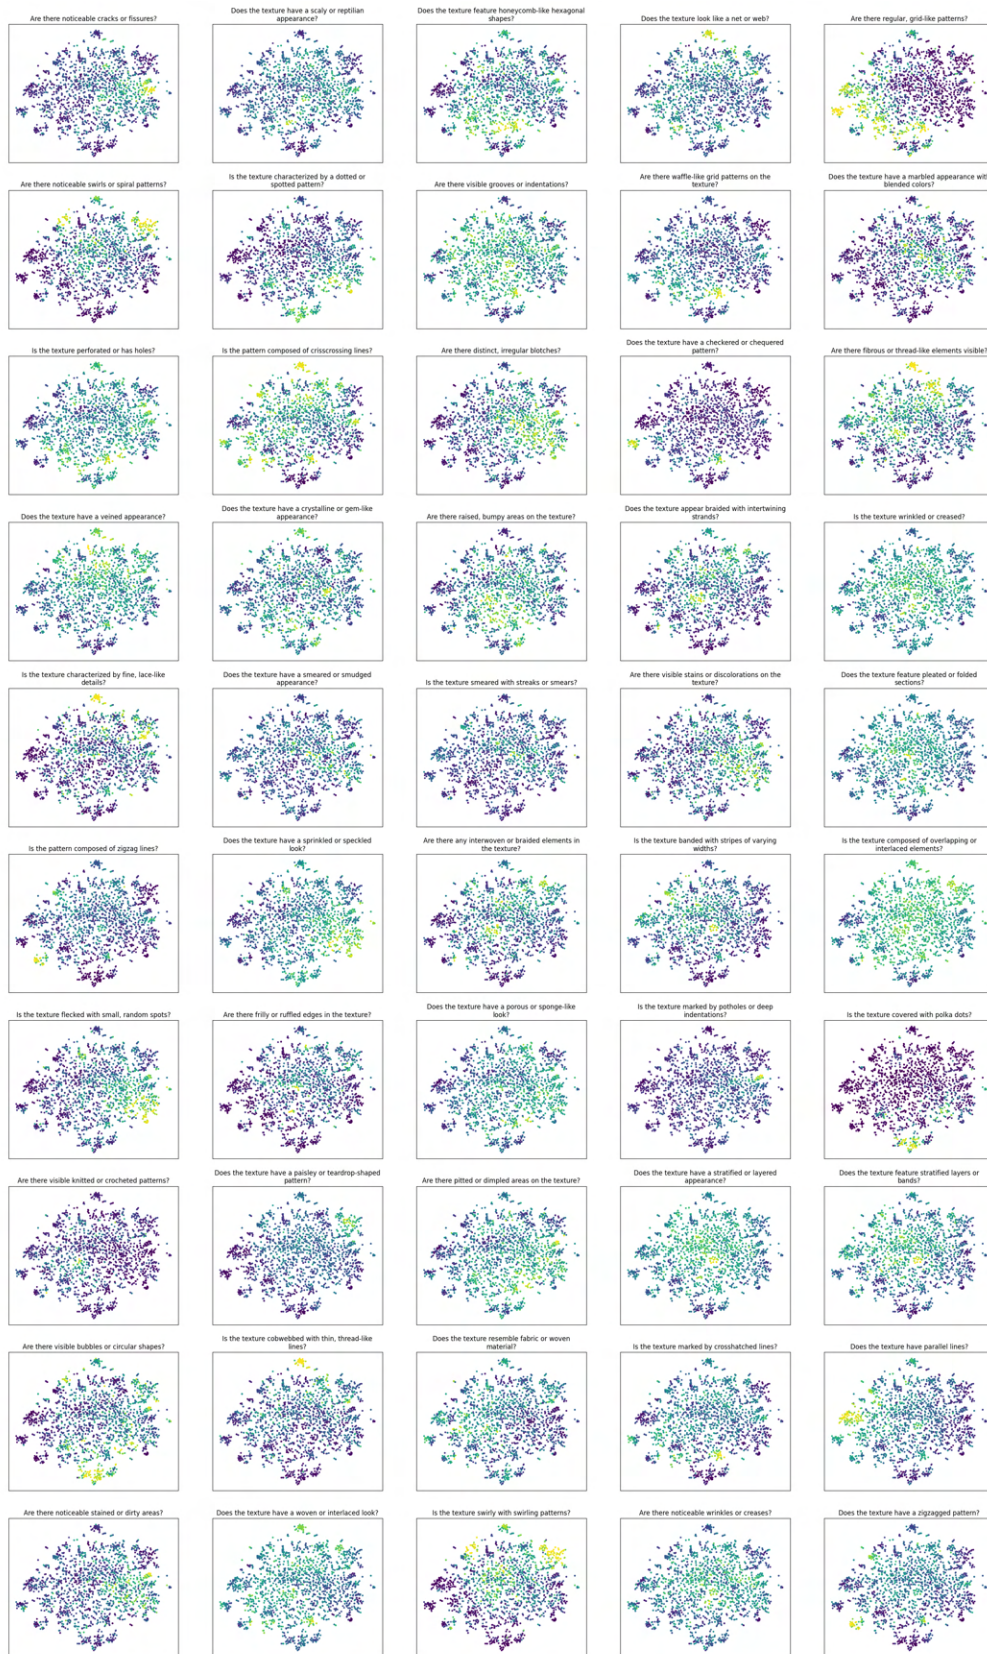 Are there noticeable cracks or fissures?
Does the texture have a scaly or reptilian
appearance?
Does the texture feature honeycomb-like hexagonal
shapes?
Does the texture look like a net or web?
Are there regular, grid-like patterns?
Are there noticeable swirls or spiral patterns?
Is the texture characterized by a dotted or
spotted pattern?
Are there visible grooves or indentations?
Are there waffle-like grid patterns on the
texture?
Does the texture have a marbled appearance with
blended colors?
Is the texture perforated or has holes?
Is the pattern composed of crisscrossing lines?
Are there distinct, irregular blotches?
Does the texture have a checkered or chequered
pattern?
Are there fibrous or thread-like elements visible?
Does the texture have a veined appearance?
Does the texture have a crystalline or gem-like
appearance?
Are there raised, bumpy areas on the texture?
Does the texture appear braided with intertwining
strands?
Is the texture wrinkled or creased?
Is the texture characterized by fine, lace-like
details?
Does the texture have a smeared or smudged
appearance?
Is the texture smeared with streaks or smears?
Are there visible stains or discolorations on the
texture?
Does the texture feature pleated or folded
sections?
Is the pattern composed of zigzag lines?
Does the texture have a sprinkled or speckled
look?
Are there any interwoven or braided elements in
the texture?
Is the texture banded with stripes of varying
widths?
Is the texture composed of overlapping or
interlaced elements?
Is the texture flecked with small, random spots?
Are there frilly or ruffled edges in the texture?
Does the texture have a porous or sponge-like
look?
Is the texture marked by potholes or deep
indentations?
Is the texture covered with polka dots?
Are there visible knitted or crocheted patterns?
Does the texture have a paisley or teardrop-shaped
pattern?
Are there pitted or dimpled areas on the texture?
Does the texture have a stratified or layered
appearance?
Does the texture feature stratified layers or
bands?
Are there visible bubbles or circular shapes?
Is the texture cobwebbed with thin, thread-like
lines?
Does the texture resemble fabric or woven
material?
Is the texture marked by crosshatched lines?
Does the texture have parallel lines?
Are there noticeable stained or dirty areas?
Does the texture have a woven or interlaced look?
Is the texture swirly with swirling patterns?
Are there noticeable wrinkles or creases?
Does the texture have a zigzagged pattern?